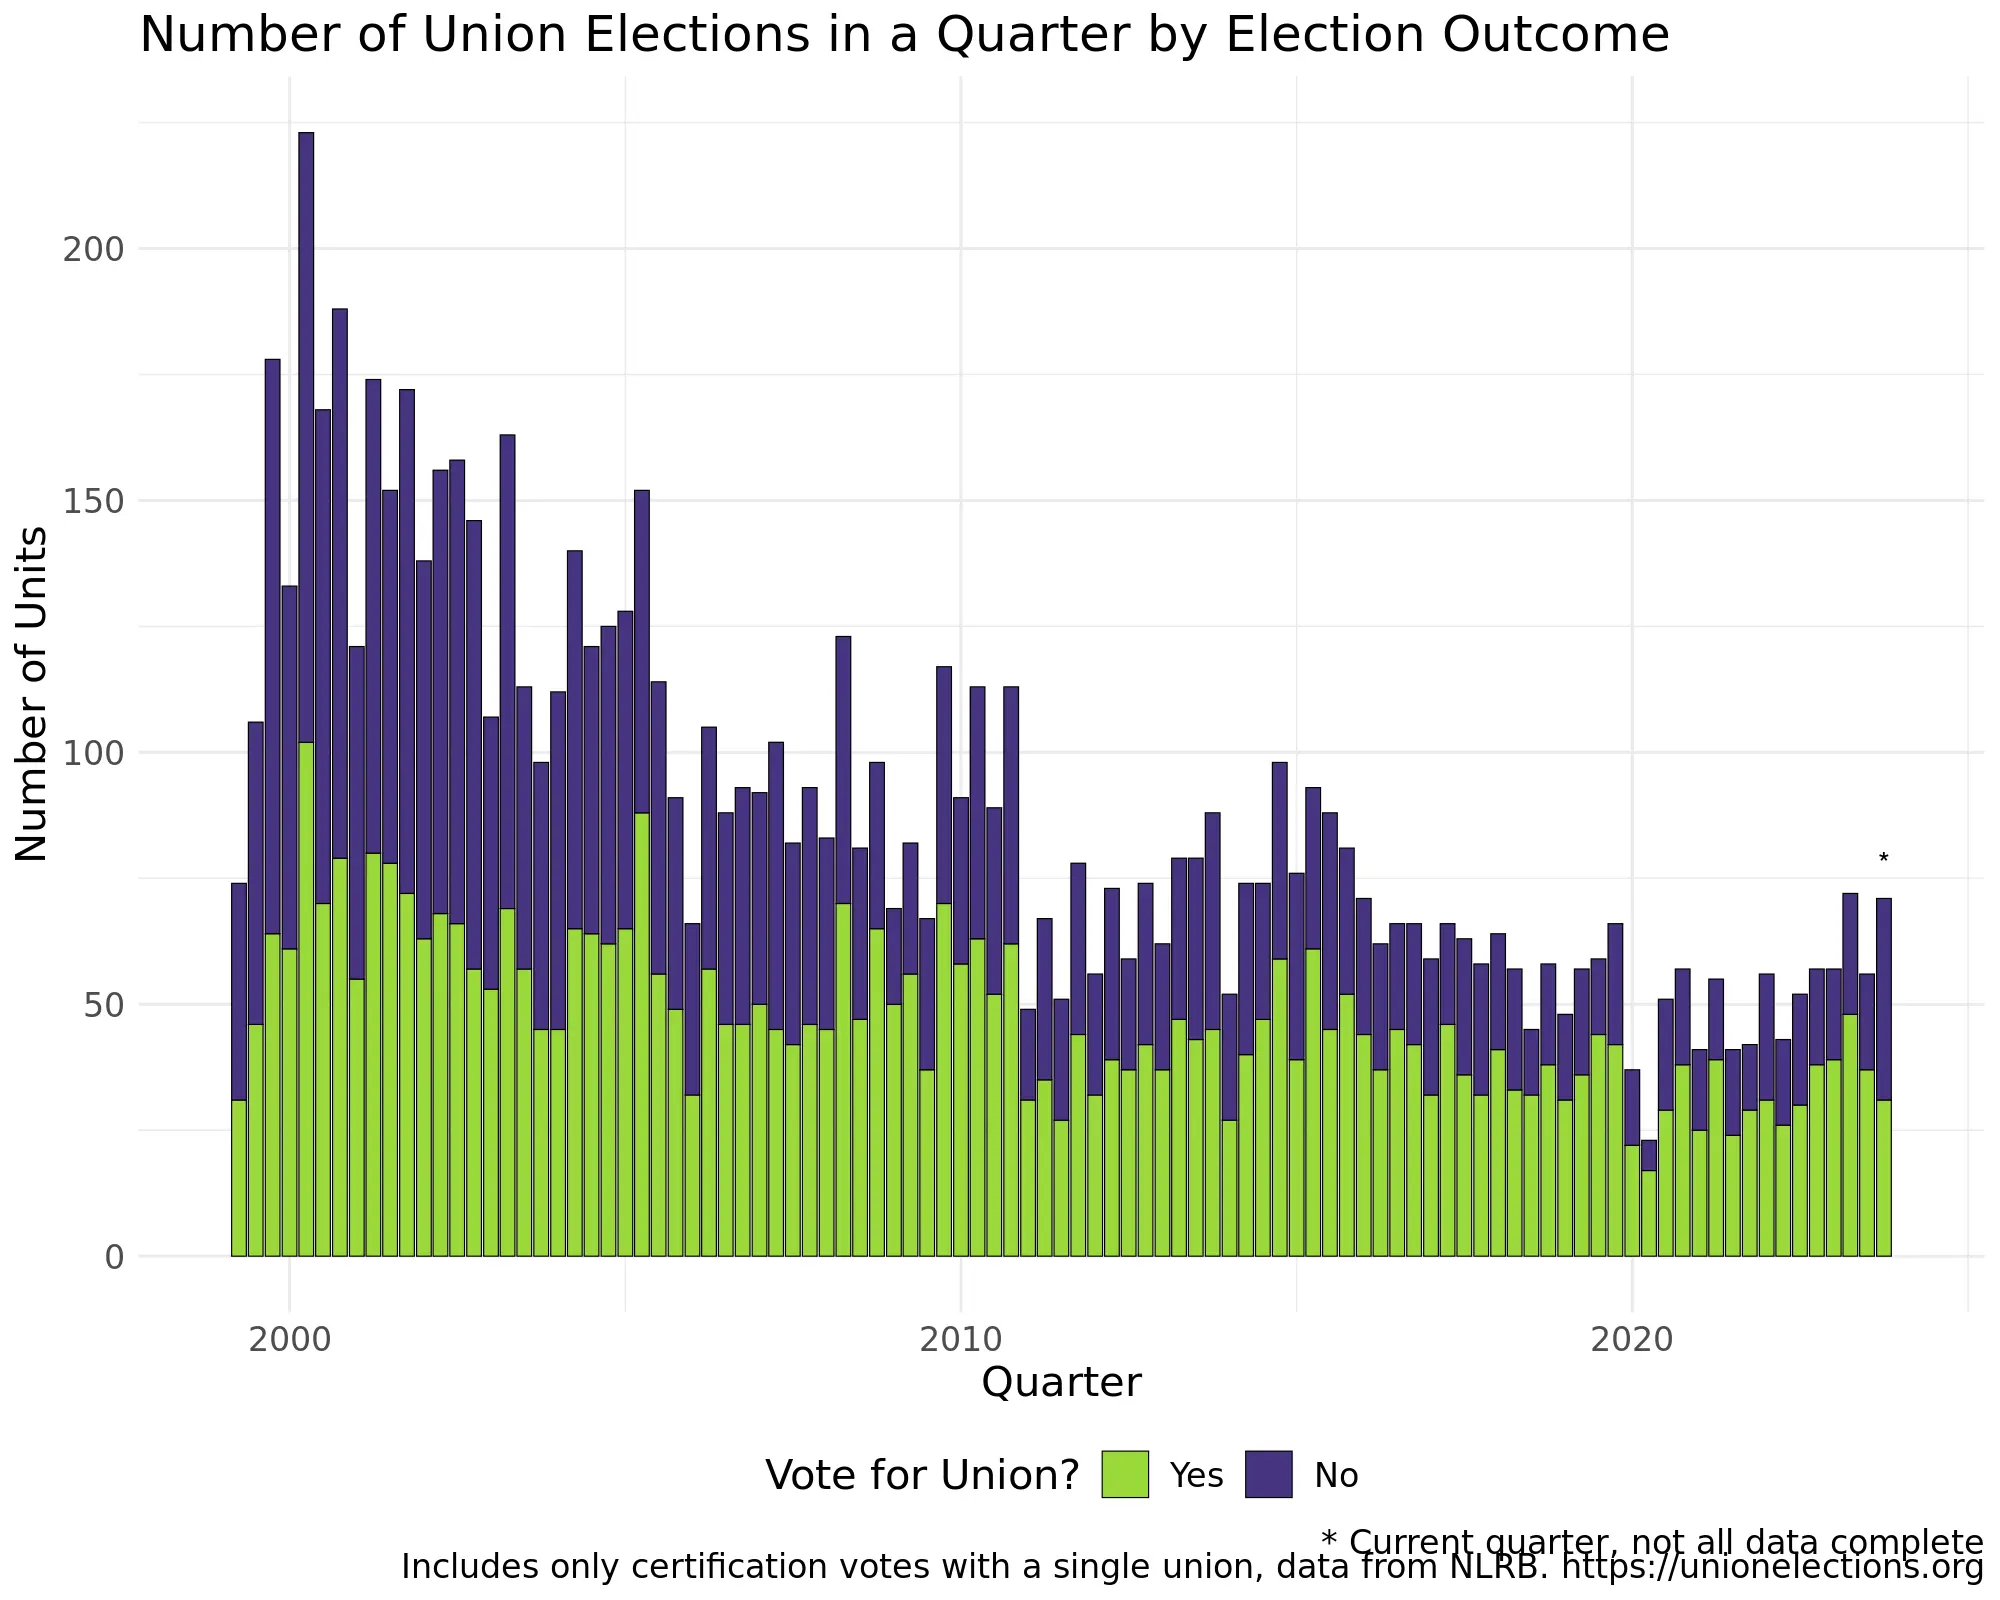 Number of Union Elections in a Quarter by Election Outcome
200
150
100
50
0
Number of Units
*
2000 2010 2020
Quarter
Vote for Union? Yes No
* Current quarter, not all data complete
Includes only certification votes with a single union, data from NLRB. https://unionelections.org